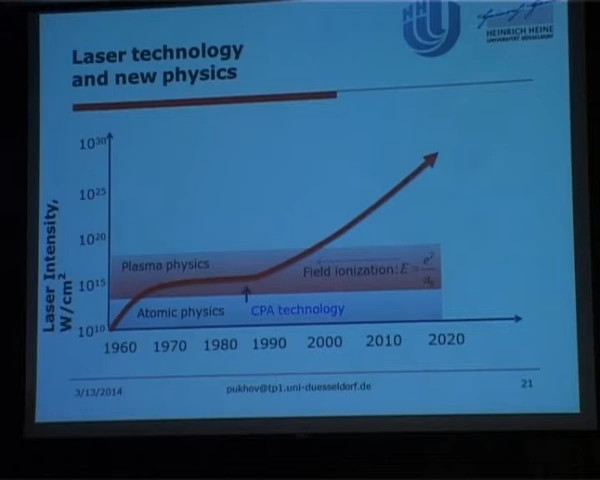 HHU
HEINRICH HEINE
UNIVERSITÄT DÜSSELDORF
Laser technology
and new physics
Laser Intensity,
W/cm²
10³⁰
10²⁵
10²⁰
10¹⁵
10¹⁰
Plasma physics
Field ionization: E = e²/a₀
Atomic physics
CPA technology
1960 1970 1980 1990 2000 2010 2020
3/13/2014
pukhov@tp1.uni-duesseldorf.de
21